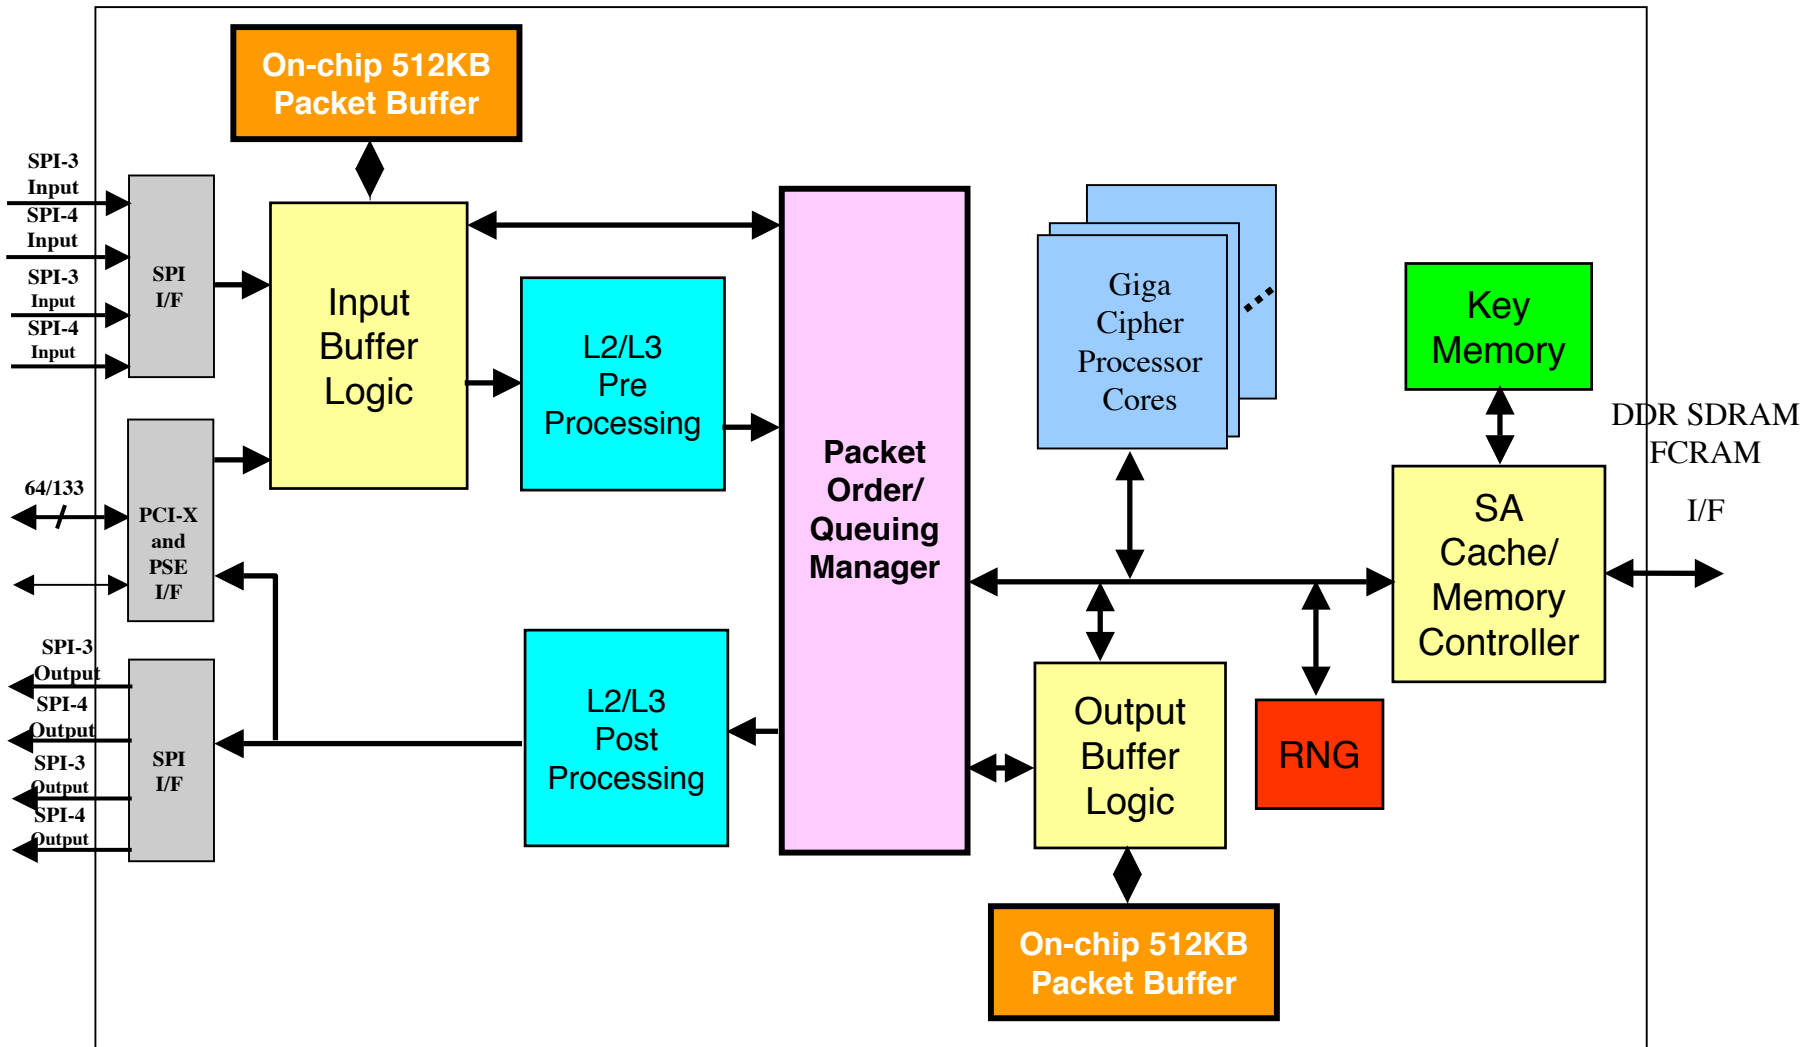 On-chip 512KB
Packet Buffer
SPI-3
Input
SPI-4
Input
SPI-3
Input
SPI-4
Input
SPI
I/F
Input
Buffer
Logic
L2/L3
Pre
Processing
Packet
Order/
Queuing
Manager
Giga
Cipher
Processor
Cores
Key
Memory
DDR SDRAM
FCRAM
I/F
SA
Cache/
Memory
Controller
64/133
PCI-X
and
PSE
I/F
SPI-3
Output
SPI-4
Output
SPI-3
Output
SPI-4
Output
SPI
I/F
L2/L3
Post
Processing
Output
Buffer
Logic
RNG
On-chip 512KB
Packet Buffer